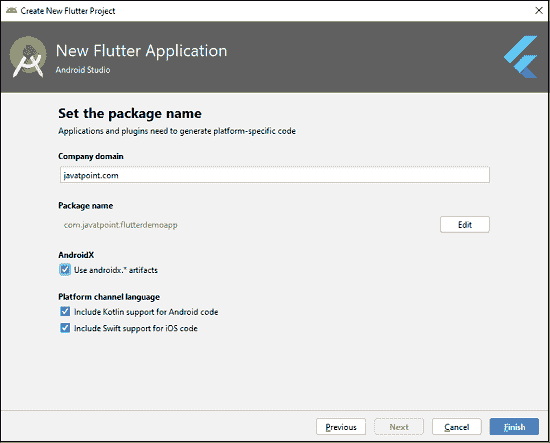 Create New Flutter Project
New Flutter Application
Android Studio
Set the package name
Applications and plugins need to generate platform-specific code
Company domain
javatpoint.com
Package name
com.javatpoint.flutterdemoapp
Edit
AndroidX
Use androidx.* artifacts
Platform channel language
Include Kotlin support for Android code
Include Swift support for iOS code
Previous Next Cancel Finish